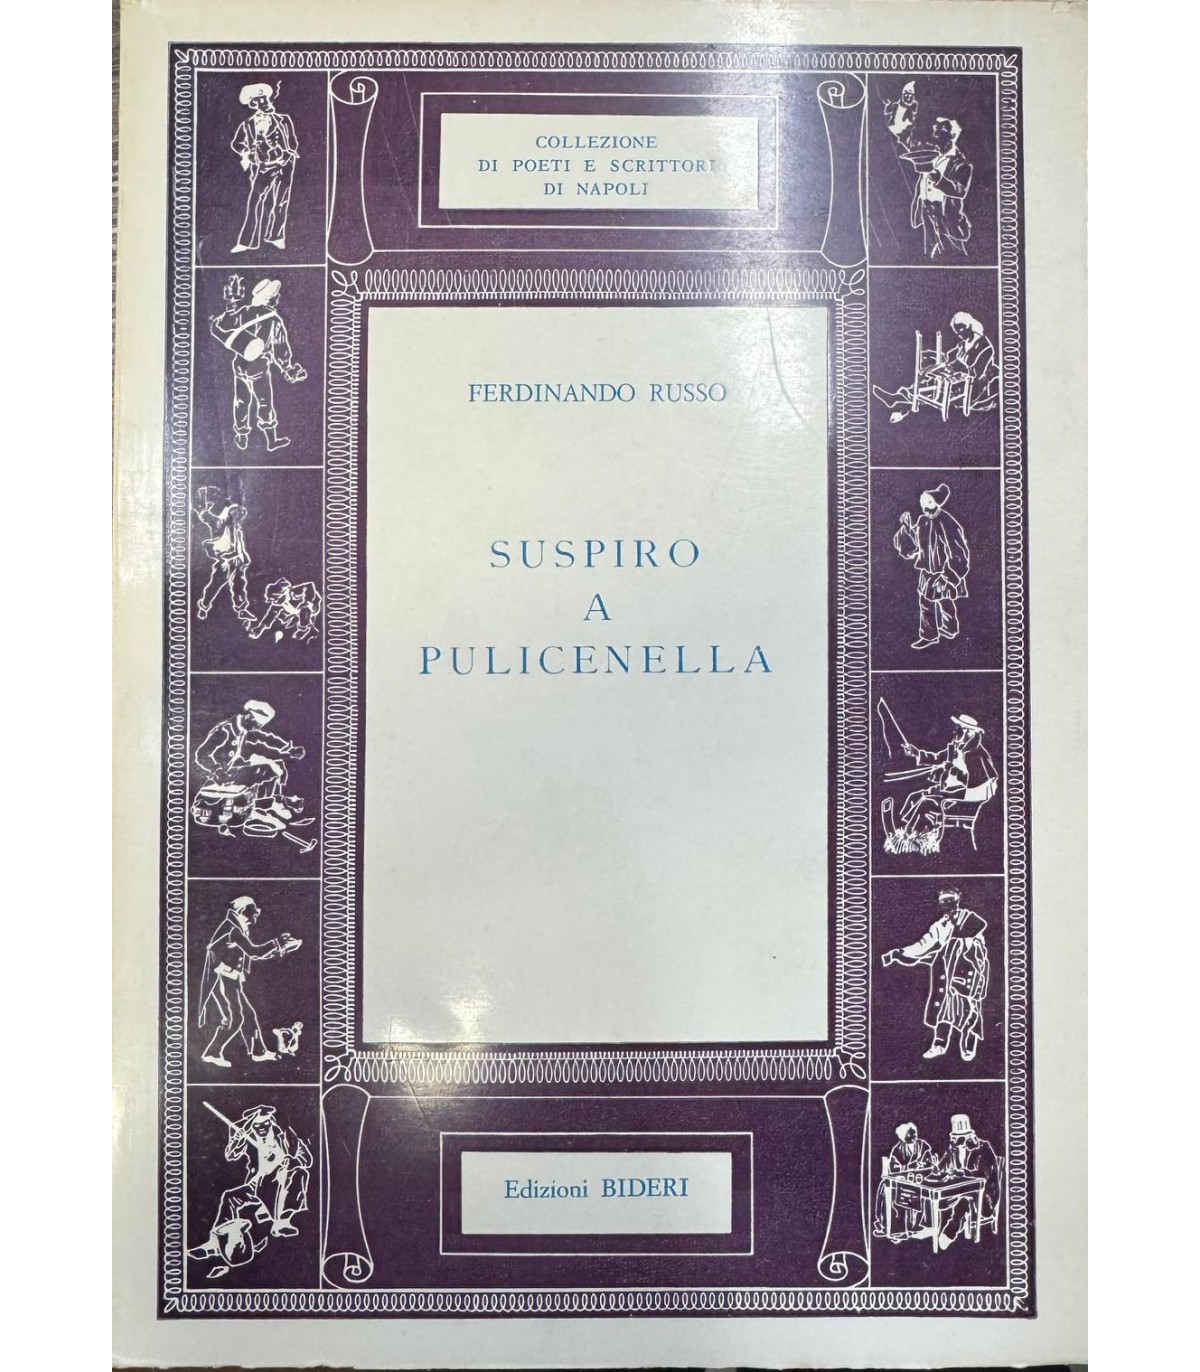 COLLEZIONE
DI POETI E SCRITTORI
DI NAPOLI
FERDINANDO RUSSO
SUSPIRO
A
PULICENELLA
Edizioni BIDERI